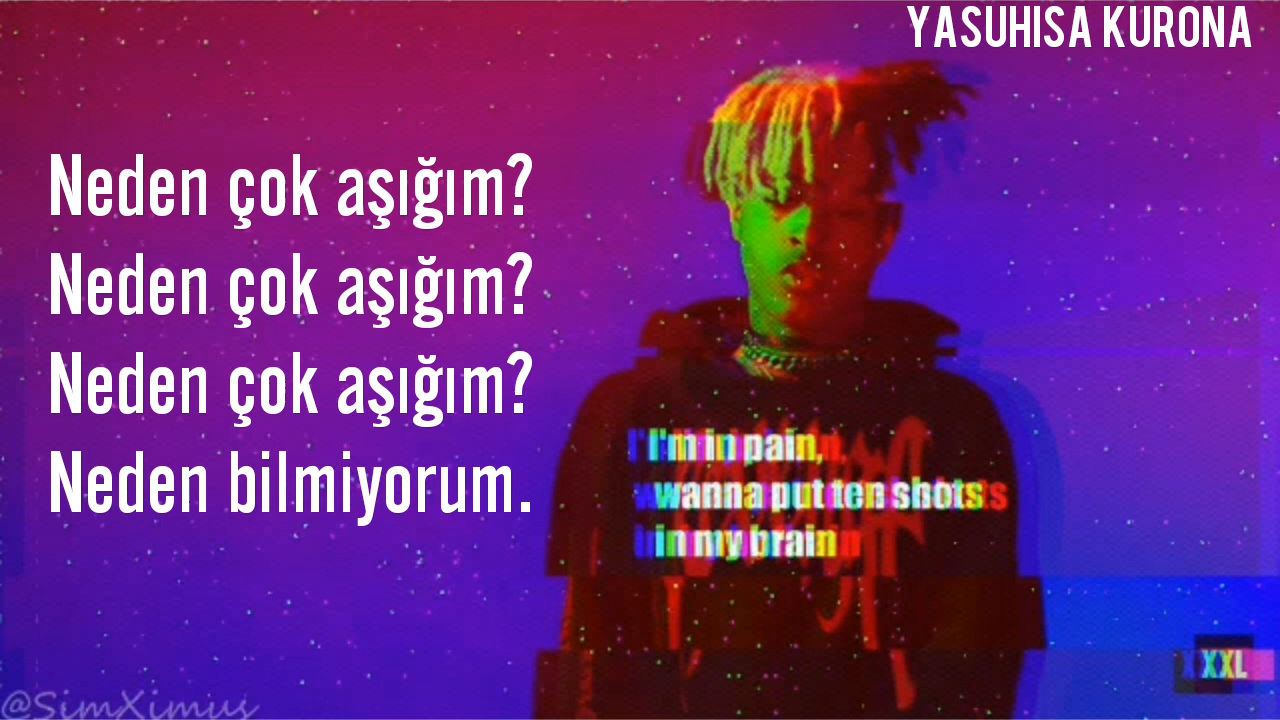 YASUHISA KURONA
Neden çok aşığım?
Neden çok aşığım?
Neden çok aşığım?
Neden bilmiyorum.
I'm in pain,
wanna put ten shots
in my brain
XXL
@SimXimus